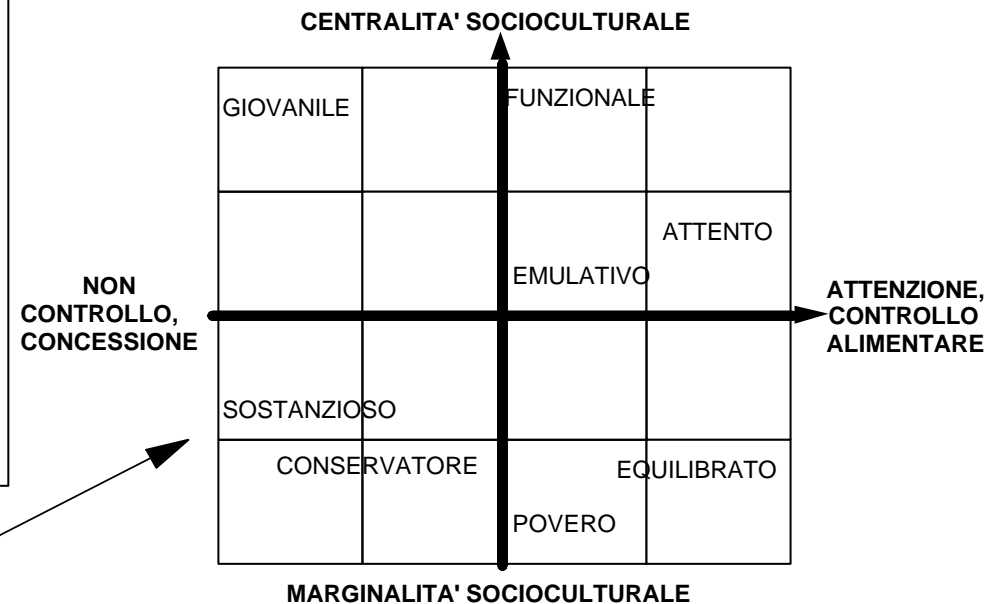 CENTRALITA' SOCIOCULTURALE
GIOVANILE
FUNZIONALE
ATTENTO
EMULATIVO
NON
CONTROLLO,
CONCESSIONE
ATTENZIONE,
CONTROLLO
ALIMENTARE
SOSTANZIOSO
CONSERVATORE
EQUILIBRATO
POVERO
MARGINALITA' SOCIOCULTURALE